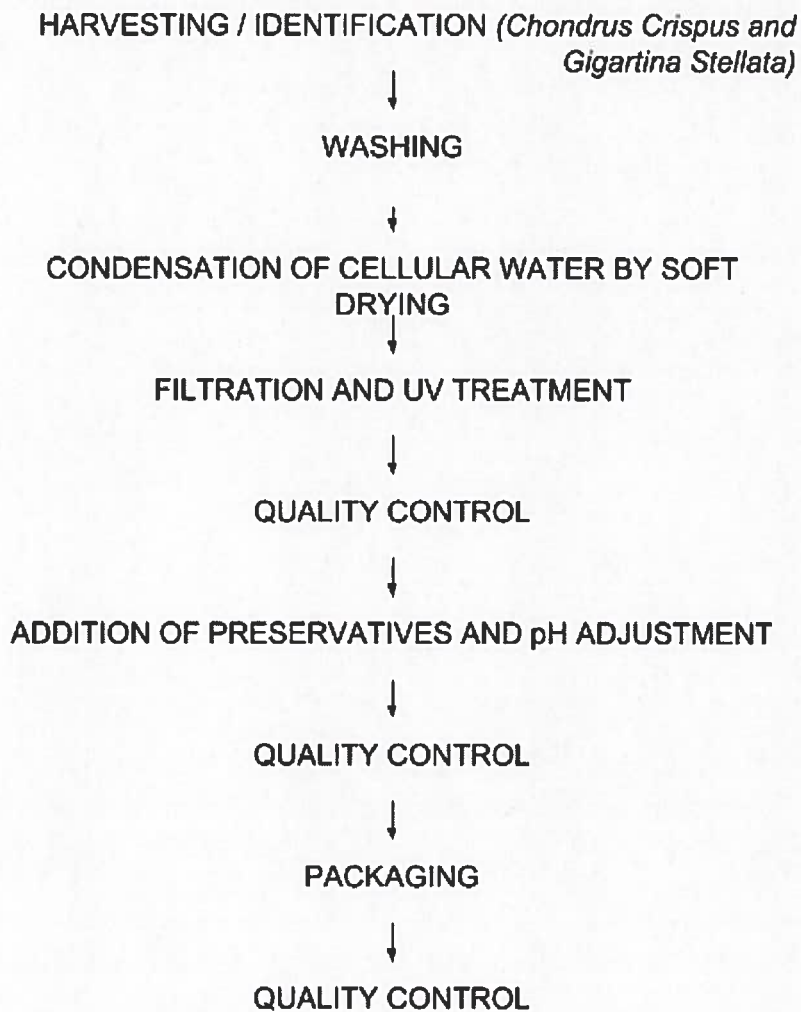 HARVESTING / IDENTIFICATION (Chondrus Crispus and
Gigartina Stellata)
WASHING
CONDENSATION OF CELLULAR WATER BY SOFT
DRYING
FILTRATION AND UV TREATMENT
QUALITY CONTROL
ADDITION OF PRESERVATIVES AND pH ADJUSTMENT
QUALITY CONTROL
PACKAGING
QUALITY CONTROL